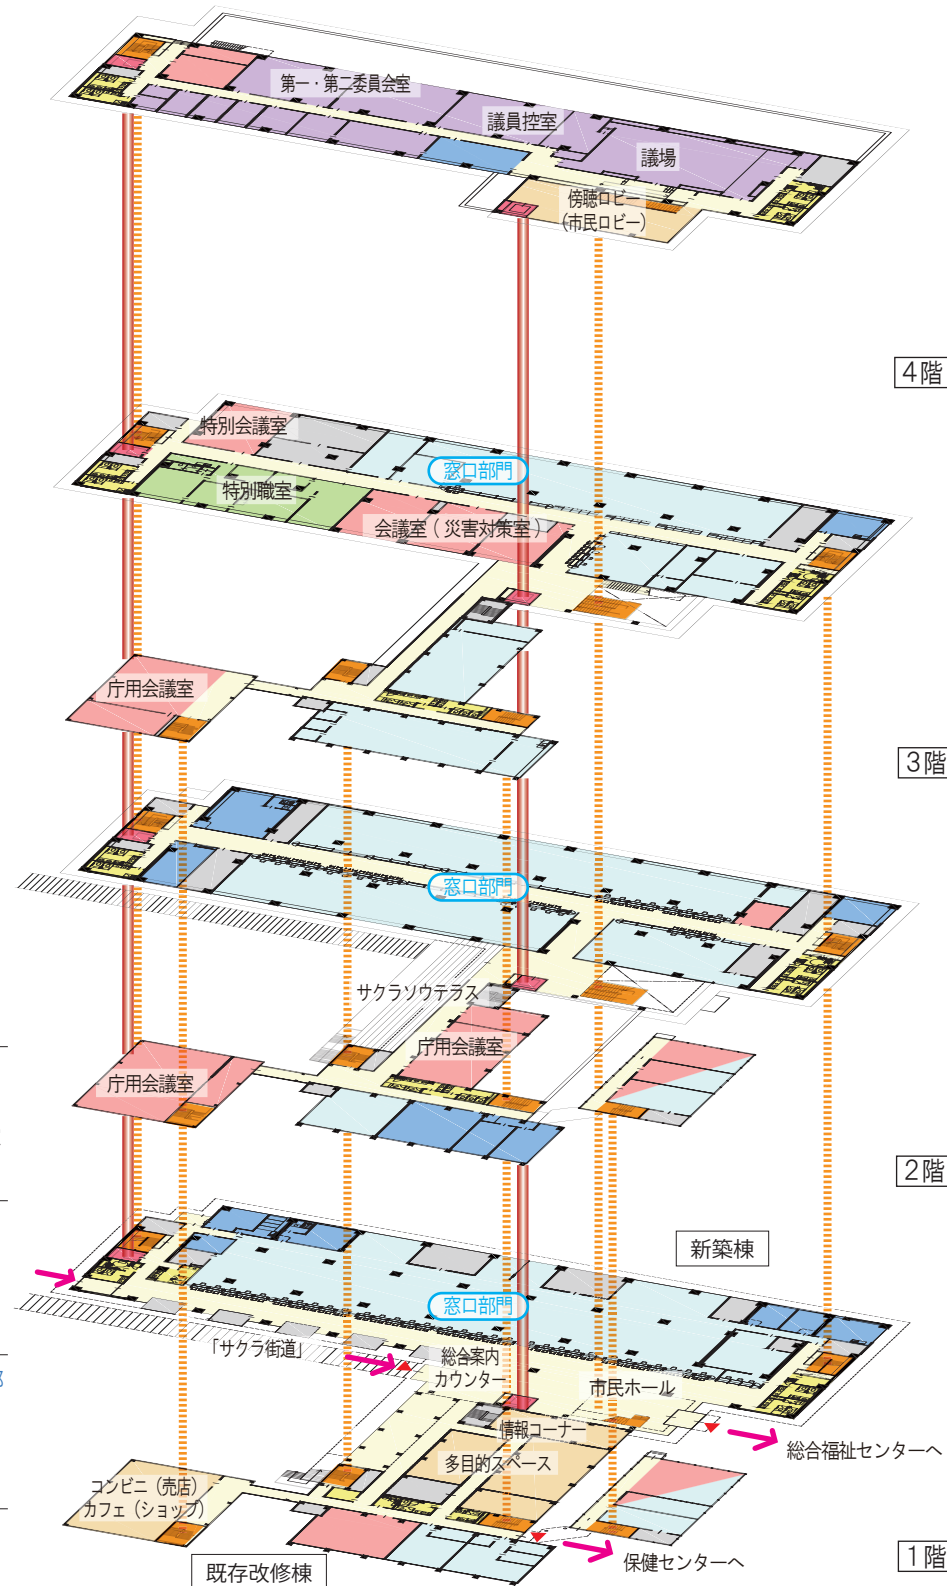 第一・第二委員会室
議員控室
議場
傍聴ロビー
（市民ロビー）
4階
特別会議室
窓口部門
特別職室
会議室（災害対策室）
庁用会議室
3階
窓口部門
サクラソウテラス
庁用会議室
庁用会議室
2階
新築棟
窓口部門
「サクラ街道」
総合案内
カウンター
市民ホール
情報コーナー
総合福祉センターへ
多目的スペース
コンビニ（売店）
カフェ（ショップ）
保健センターへ
1階
既存改修棟